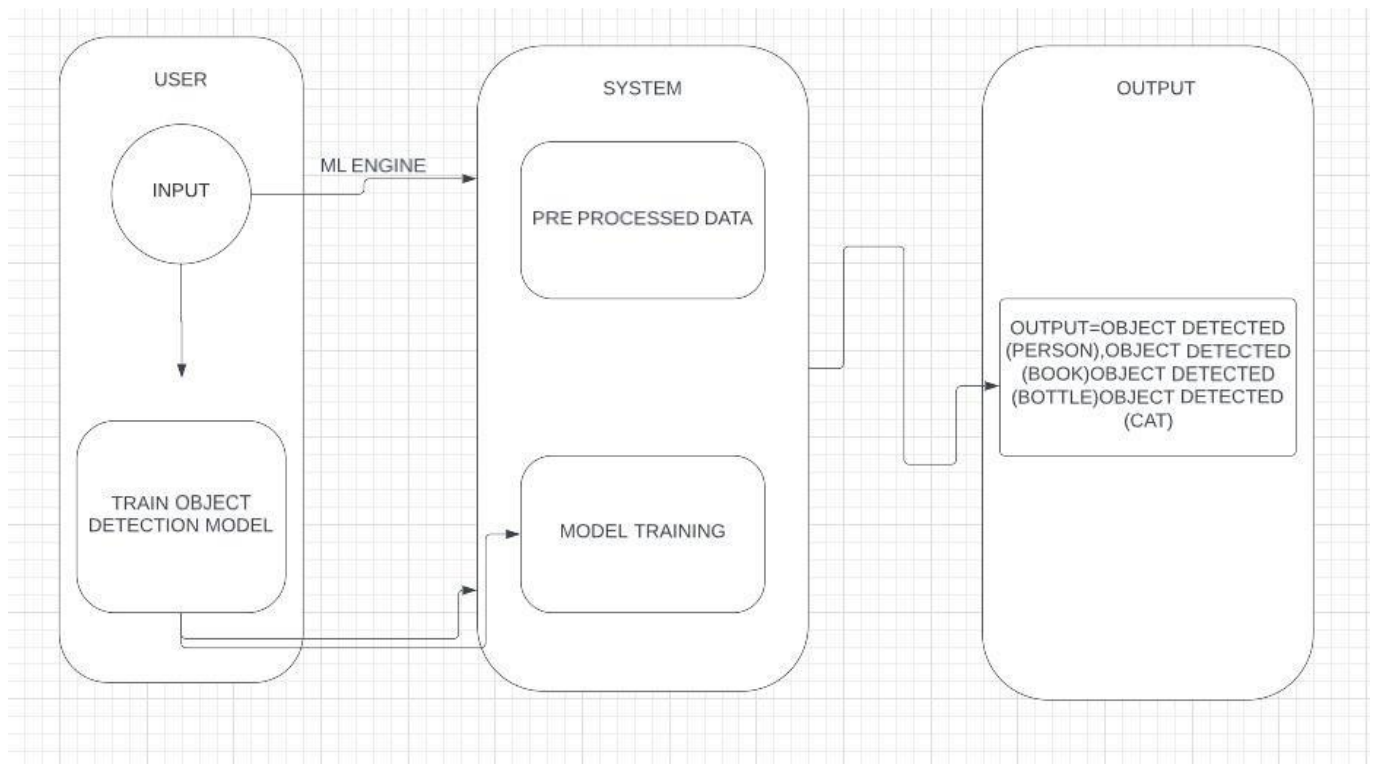 USER
INPUT
TRAIN OBJECT
DETECTION MODEL
ML ENGINE
SYSTEM
PRE PROCESSED DATA
MODEL TRAINING
OUTPUT
OUTPUT=OBJECT DETECTED
(PERSON),OBJECT DETECTED
(BOOK)OBJECT DETECTED
(BOTTLE)OBJECT DETECTED
(CAT)